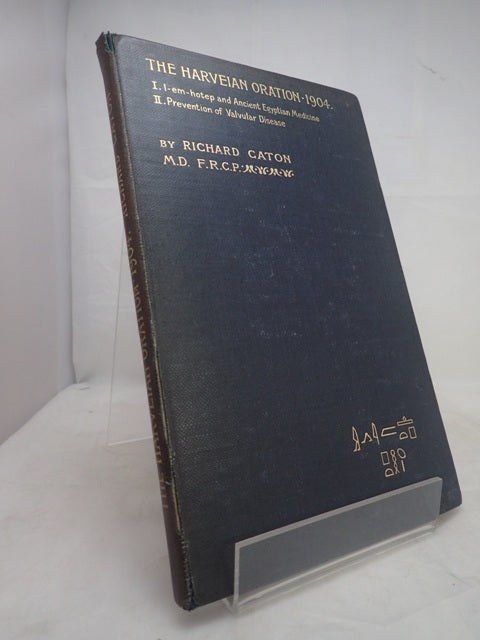 THE HARVEIAN ORATION · 1904.
I. I-em-hotep and Ancient Egyptian Medicine
II. Prevention of Valvular Disease
BY RICHARD CATON
M.D. F.R.C.P.